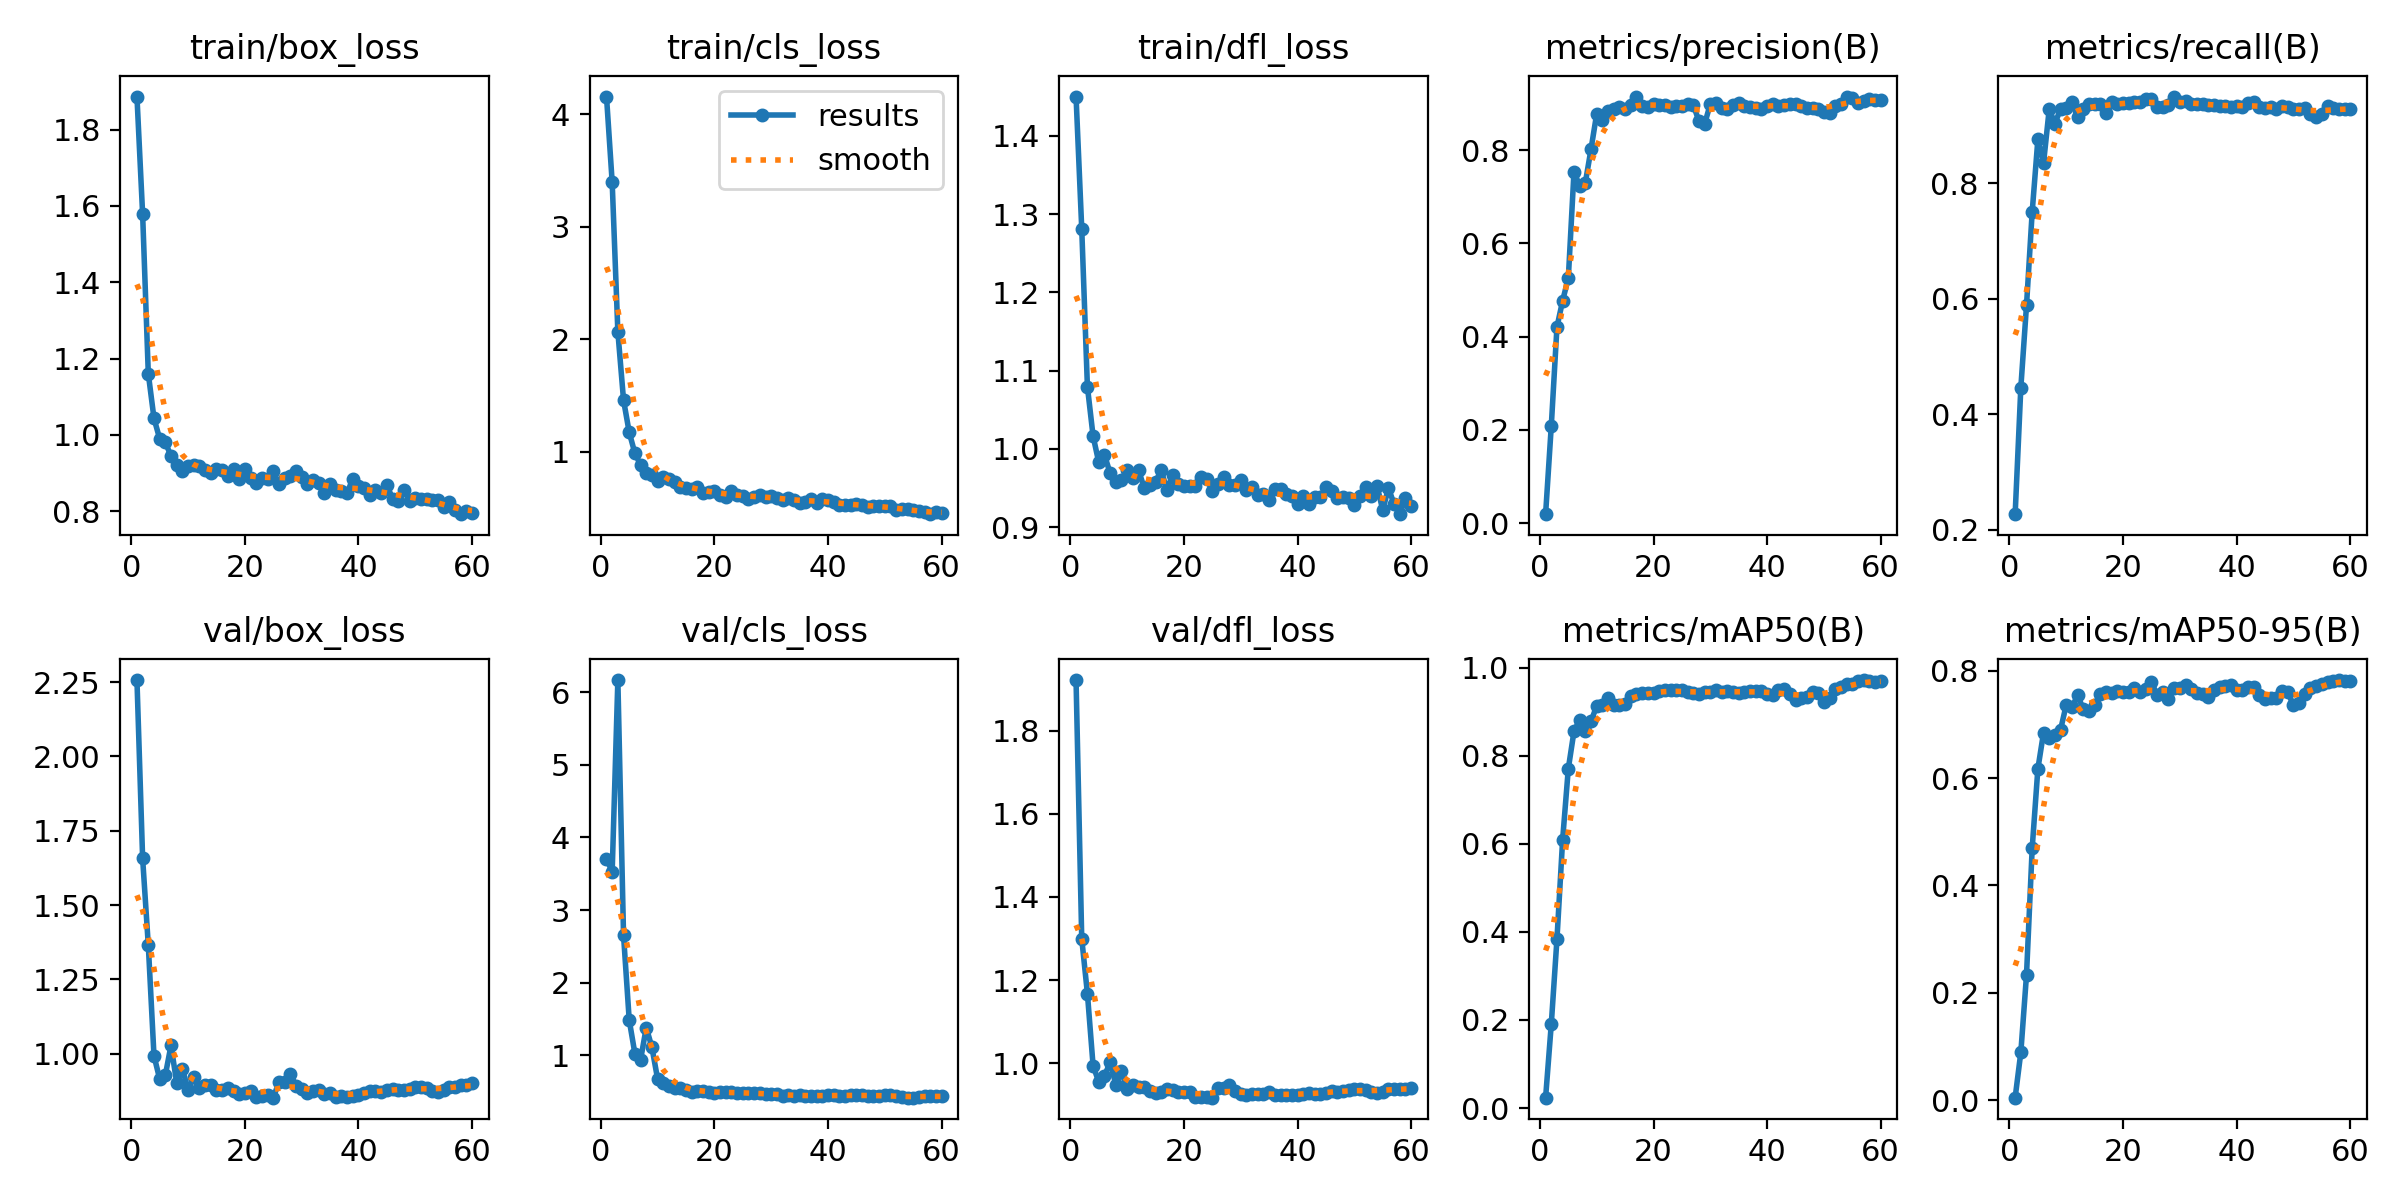 train/box_loss
1.8
1.6
1.4
1.2
1.0
0.8
0 20 40 60
train/cls_loss
results
smooth
4
3
2
1
0 20 40 60
train/dfl_loss
1.4
1.3
1.2
1.1
1.0
0.9
0 20 40 60
metrics/precision(B)
0.8
0.6
0.4
0.2
0.0
0 20 40 60
metrics/recall(B)
0.8
0.6
0.4
0.2
0 20 40 60
val/box_loss
2.25
2.00
1.75
1.50
1.25
1.00
0 20 40 60
val/cls_loss
6
5
4
3
2
1
0 20 40 60
val/dfl_loss
1.8
1.6
1.4
1.2
1.0
0 20 40 60
metrics/mAP50(B)
1.0
0.8
0.6
0.4
0.2
0.0
0 20 40 60
metrics/mAP50-95(B)
0.8
0.6
0.4
0.2
0.0
0 20 40 60